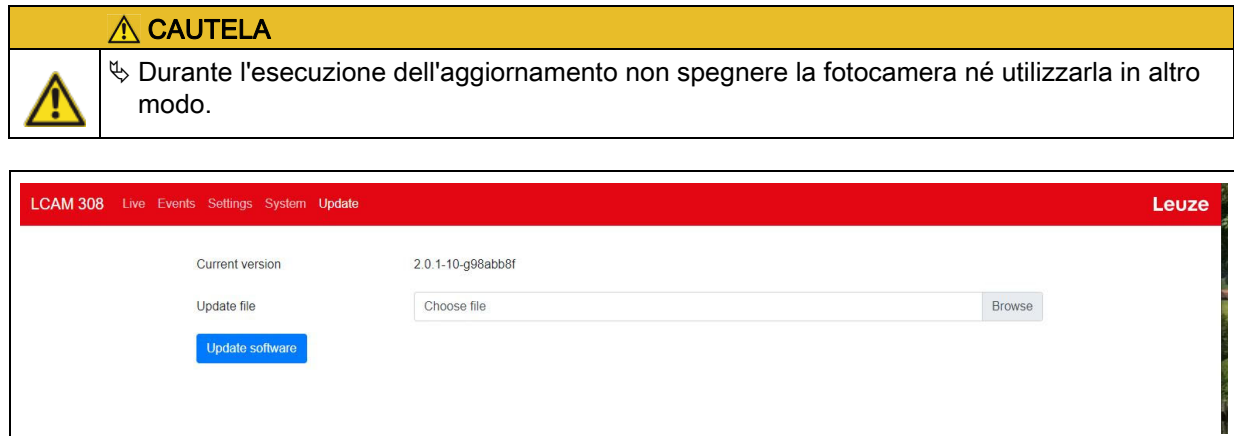 CAUTELA
Durante l'esecuzione dell'aggiornamento non spegnere la fotocamera né utilizzarla in altro
modo.
LCAM 308 Live Events Settings System Update Leuze
Current version 2.0.1-10-g98abb8f
Update file Choose file Browse
Update software